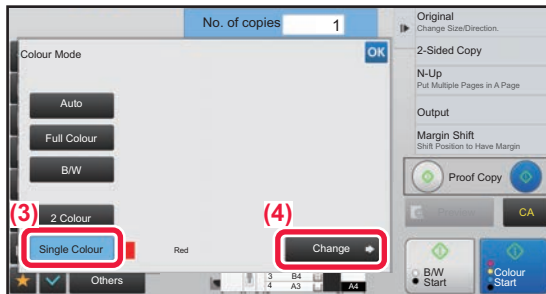 No. of copies 1
Colour Mode
OK
Auto
Full Colour
B/W
(3)
2 Colour
Single Colour
Red
(4)
Change
Others
3 B4
4 A3
A4
Original
Change Size/Direction.
2-Sided Copy
N-Up
Put Multiple Pages in A Page
Output
Margin Shift
Shift Position to Have Margin
Proof Copy
CA
B/W
Start
Colour
Start